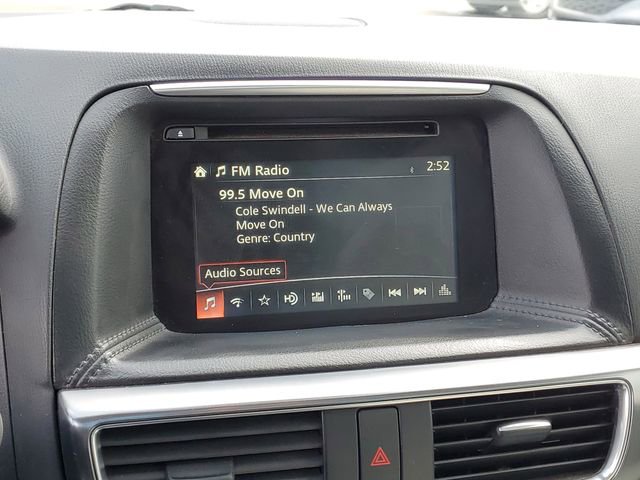 FM Radio 2:52
99.5 Move On
Cole Swindell - We Can Always
Move On
Genre: Country
Audio Sources
HD